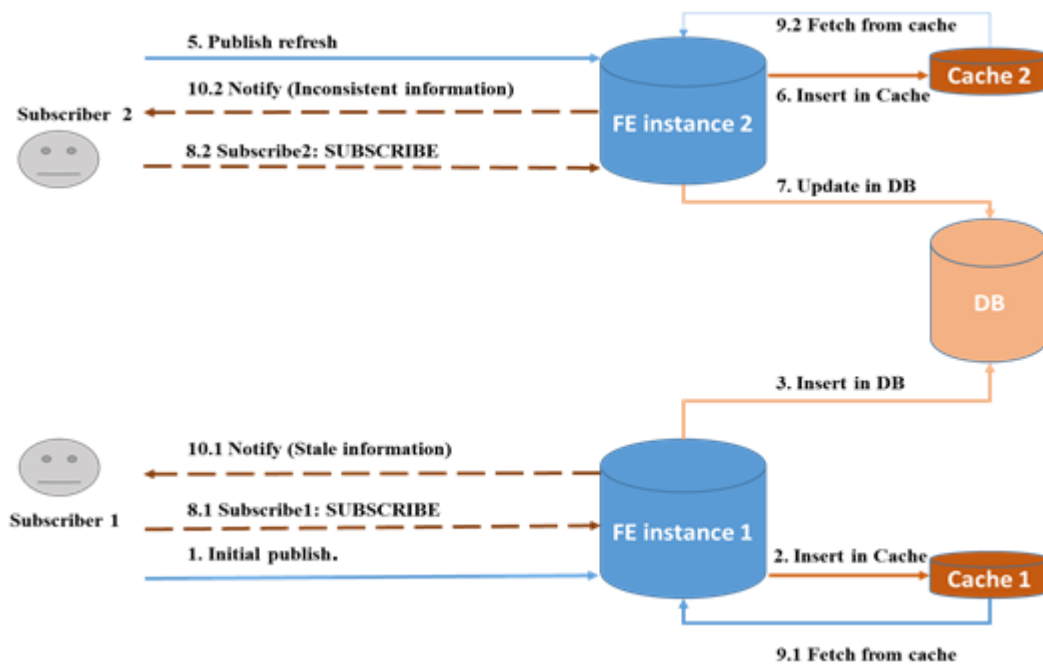 5. Publish refresh
9.2 Fetch from cache
Cache 2
10.2 Notify (Inconsistent information)
6. Insert in Cache
Subscriber 2
FE instance 2
8.2 Subscribe2: SUBSCRIBE
7. Update in DB
DB
3. Insert in DB
10.1 Notify (Stale information)
8.1 Subscribe1: SUBSCRIBE
Subscriber 1
FE instance 1
1. Initial publish.
2. Insert in Cache
Cache 1
9.1 Fetch from cache